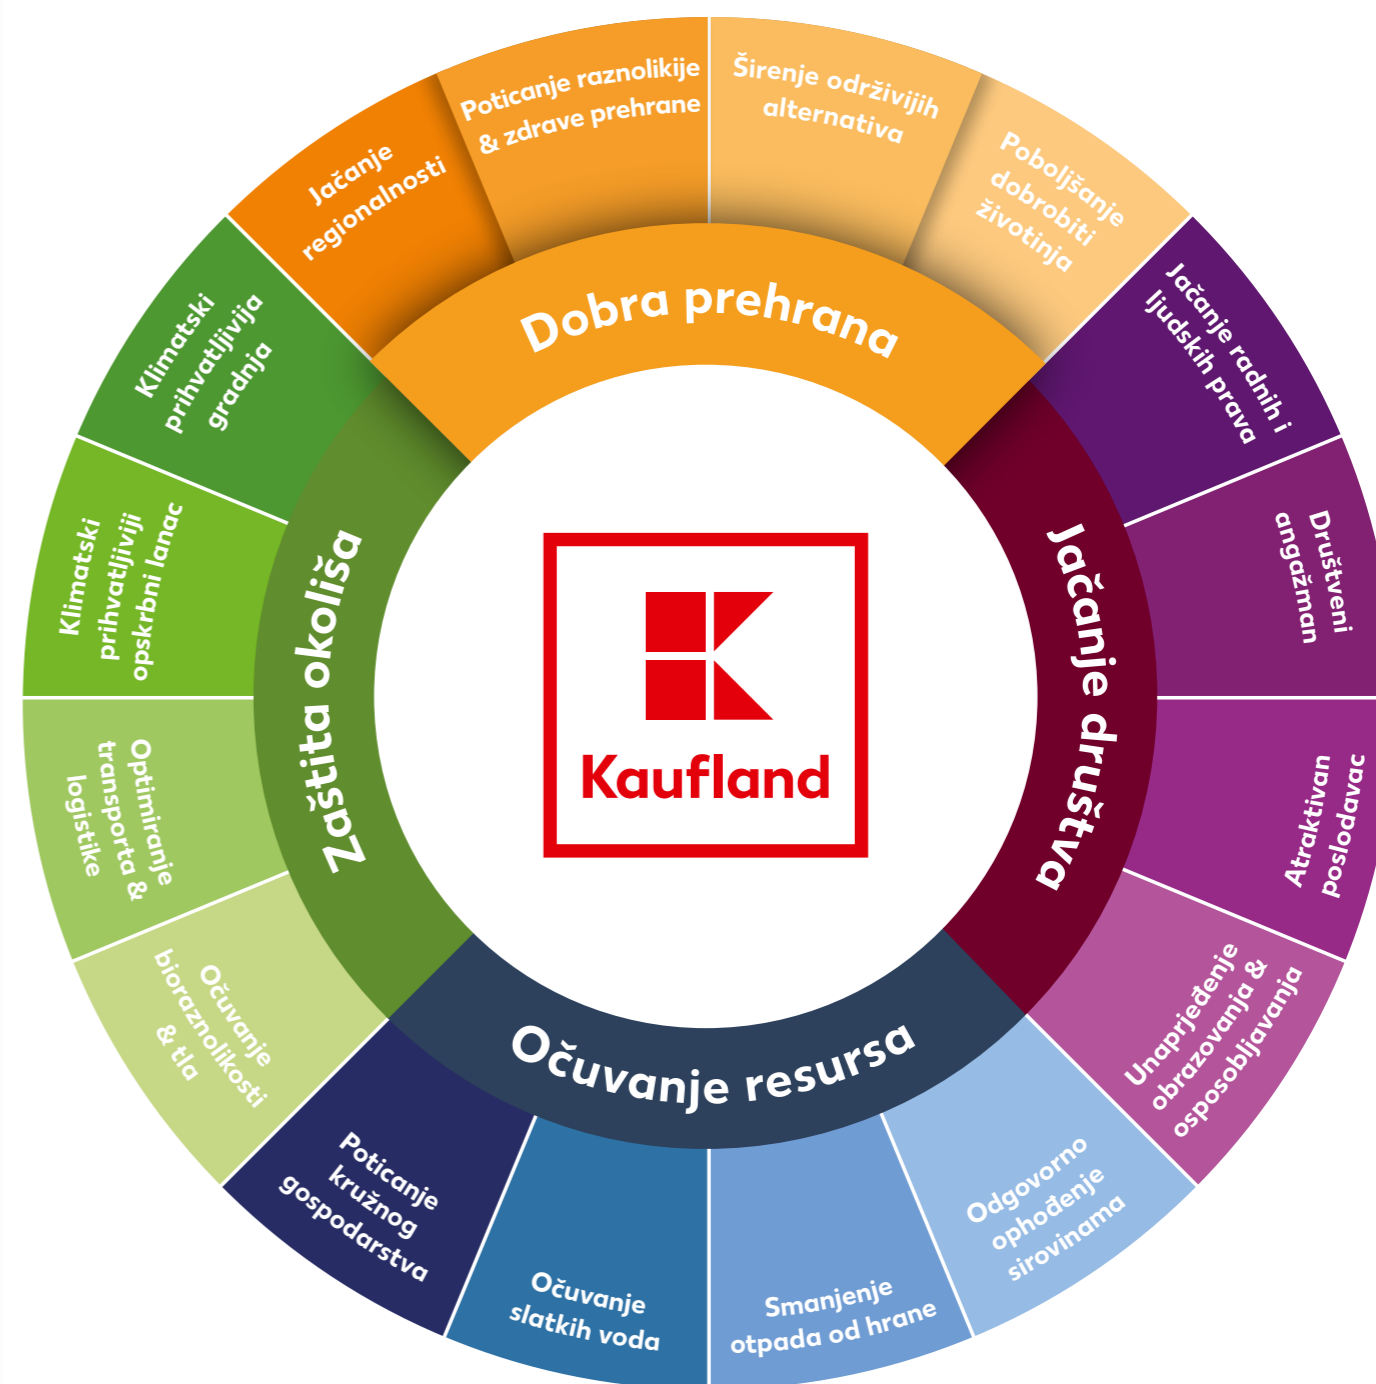 Dobra prehrana
Jačanje
regionalnosti
Poticanje raznolikije
& zdrave prehrane
Širenje održivijih
alternativa
Poboljšanje
dobrobiti
životinja
Jačanje društva
Jačanje radnih i
ljudskih prava
Društveni
angažman
Atraktivan
poslodavac
Unaprjeđenje
obrazovanja &
osposobljavanja
Očuvanje resursa
Odgovorno
ophođenje
sirovinama
Smanjenje
otpada od hrane
Očuvanje
slatkih voda
Poticanje
kružnog
gospodarstva
Zaštita okoliša
Očuvanje
bioraznolikosti
& tla
Optimiranje
transporta &
logistike
Klimatski
prihvatljiviji
opskrbni lanac
Klimatski
prihvatljivija
gradnja
Kaufland